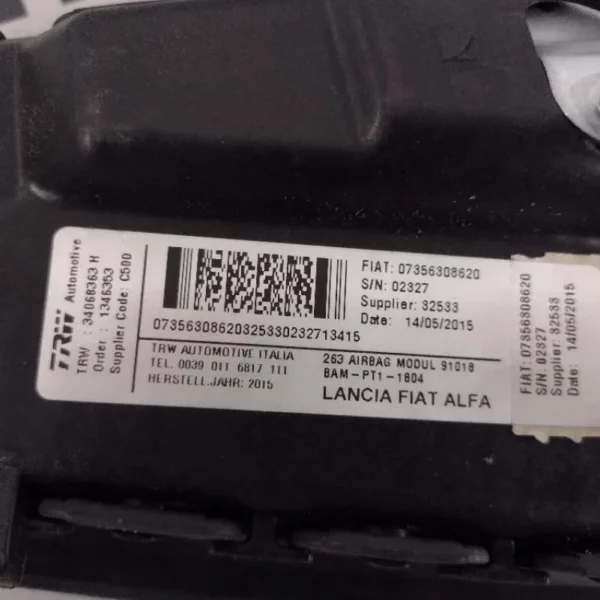 TRW Automotive
TRW : 34068363 H
Order : 1346353
Supplier Code: C500
FIAT: 07356308620
S/N: 02327
Supplier: 32533
Date: 14/05/2015
07356308620325330232713415
TRW AUTOMOTIVE ITALIA
TEL. 0039 011 6817 111
HERSTELL.JAHR: 2015
263 AIRBAG MODUL 91018
BAM-PT1-1804
LANCIA FIAT ALFA
FIAT: 07356308620
S/N: 02327
Supplier: 32533
Date: 14/05/2015